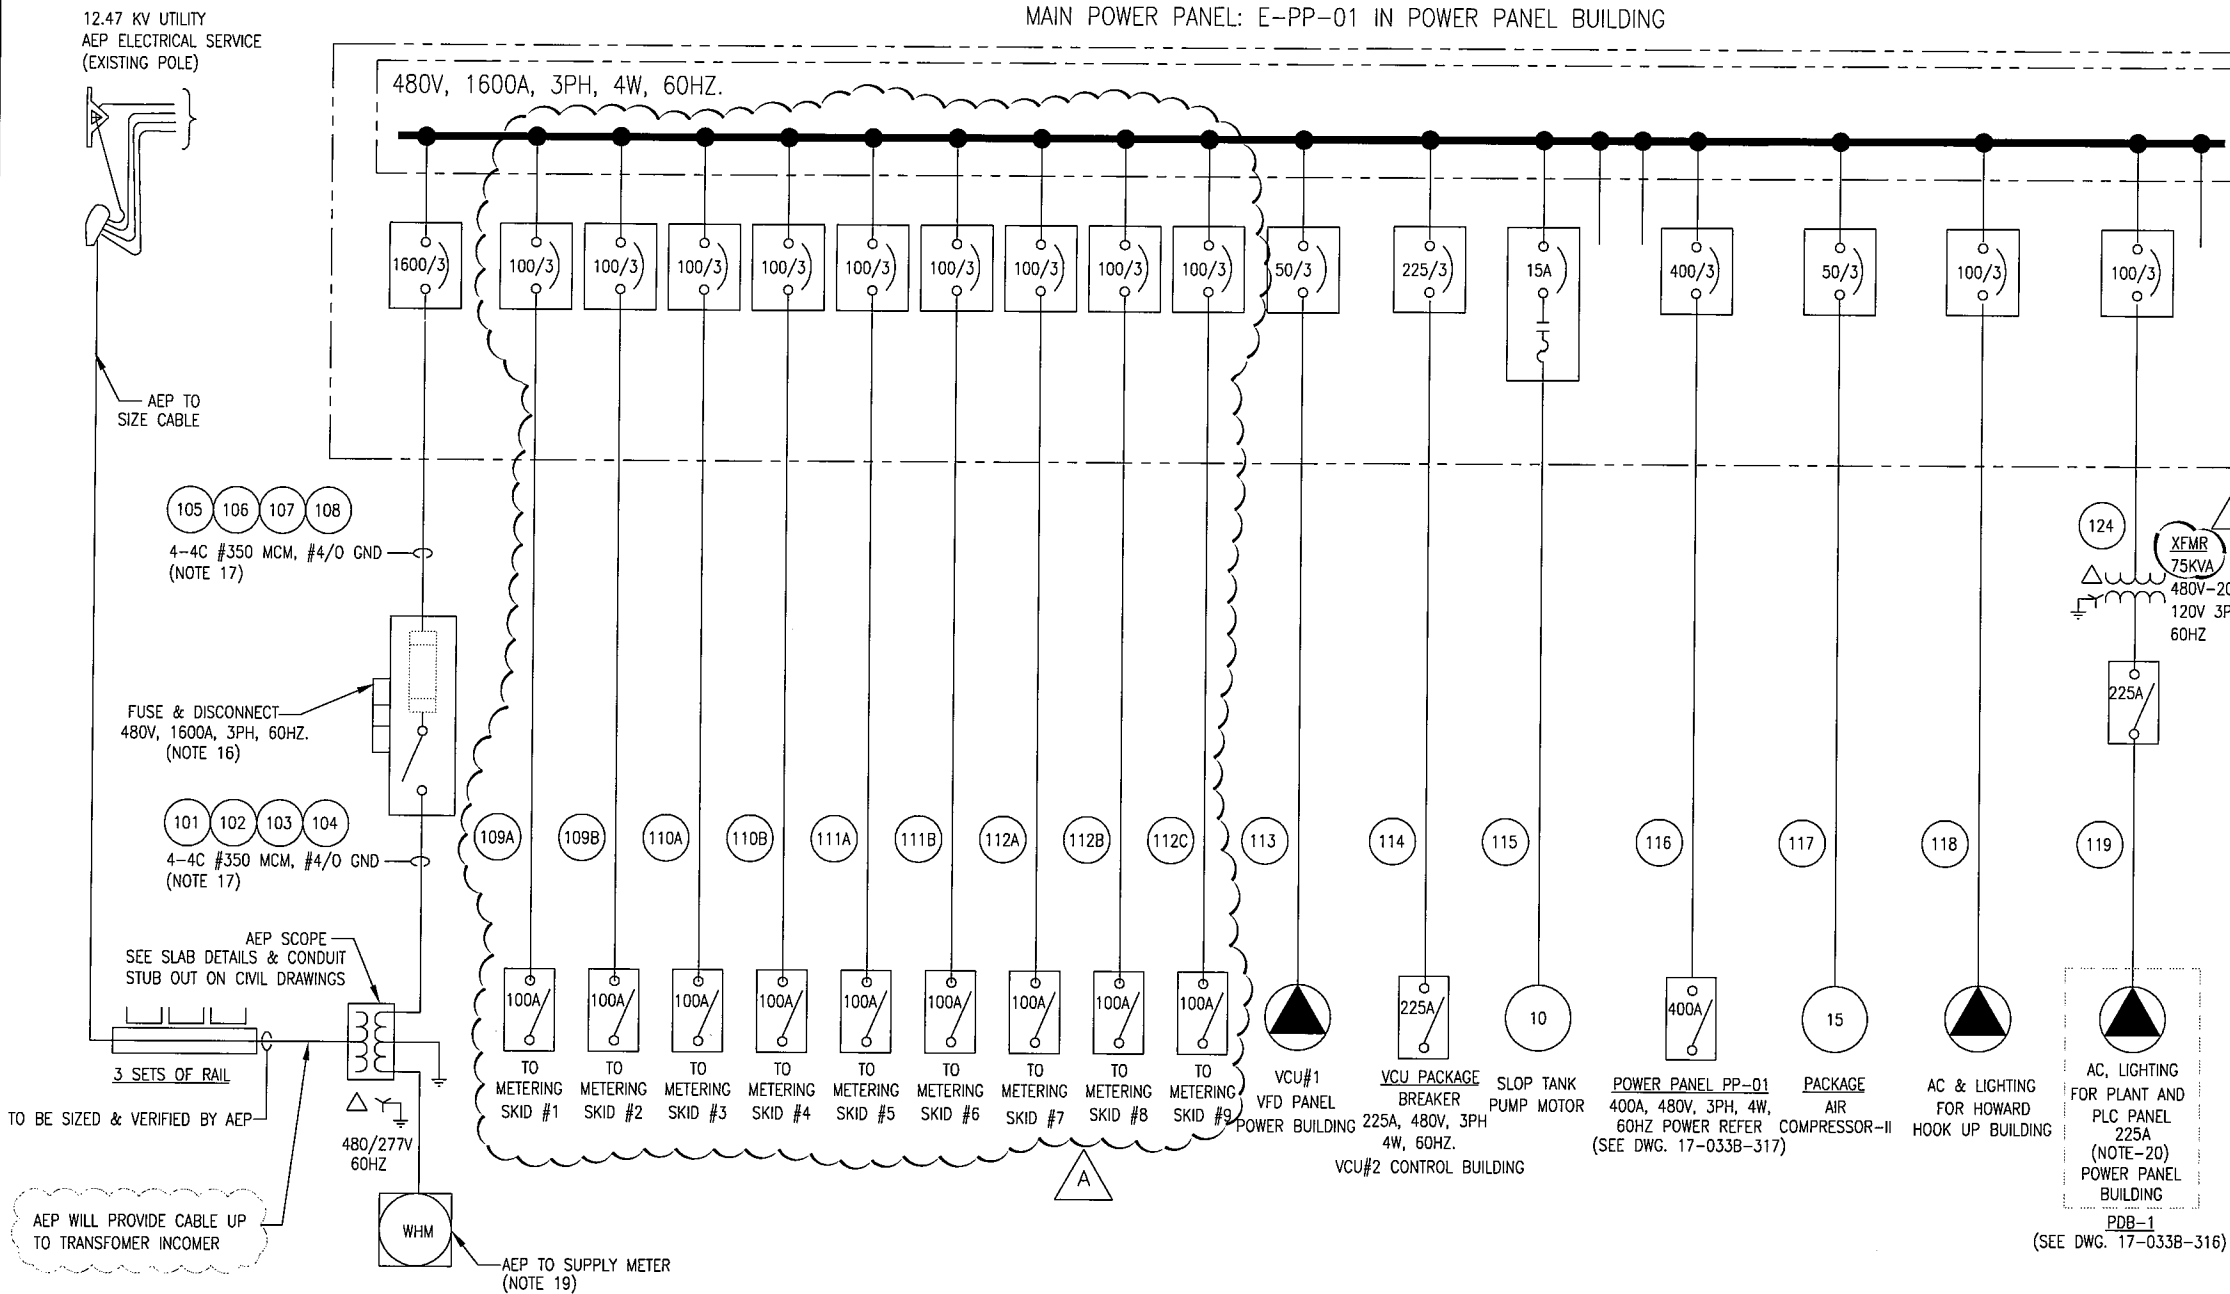 12.47 KV UTILITY
AEP ELECTRICAL SERVICE
(EXISTING POLE)
MAIN POWER PANEL: E-PP-01 IN POWER PANEL BUILDING
480V, 1600A, 3PH, 4W, 60HZ.
1600/3
100/3
100/3
100/3
100/3
100/3
100/3
100/3
100/3
100/3
50/3
225/3
15A
400/3
50/3
100/3
100/3
AEP TO
SIZE CABLE
105 106 107 108
4-4C #350 MCM, #4/0 GND
(NOTE 17)
124
XFMR
75KVA
480V-20
120V 3P
60HZ
225A
FUSE & DISCONNECT
480V, 1600A, 3PH, 60HZ.
(NOTE 16)
101 102 103 104
4-4C #350 MCM, #4/0 GND
(NOTE 17)
109A
109B
110A
110B
111A
111B
112A
112B
112C
113
114
115
116
117
118
119
AEP SCOPE
SEE SLAB DETAILS & CONDUIT
STUB OUT ON CIVIL DRAWINGS
3 SETS OF RAIL
TO BE SIZED & VERIFIED BY AEP
480/277V
60HZ
AEP WILL PROVIDE CABLE UP
TO TRANSFOMER INCOMER
WHM
AEP TO SUPPLY METER
(NOTE 19)
100A
TO
METERING
SKID #1
100A
TO
METERING
SKID #2
100A
TO
METERING
SKID #3
100A
TO
METERING
SKID #4
100A
TO
METERING
SKID #5
100A
TO
METERING
SKID #6
100A
TO
METERING
SKID #7
100A
TO
METERING
SKID #8
100A
TO
METERING
SKID #9
A
VCU#1
VFD PANEL
POWER BUILDING
225A
VCU PACKAGE
BREAKER
225A, 480V, 3PH
4W, 60HZ.
VCU#2 CONTROL BUILDING
10
SLOP TANK
PUMP MOTOR
400A
POWER PANEL PP-01
400A, 480V, 3PH, 4W,
60HZ POWER REFER
(SEE DWG. 17-033B-317)
15
PACKAGE
AIR
COMPRESSOR-II
AC & LIGHTING
FOR HOWARD
HOOK UP BUILDING
AC, LIGHTING
FOR PLANT AND
PLC PANEL
225A
(NOTE-20)
POWER PANEL
BUILDING
PDB-1
(SEE DWG. 17-033B-316)